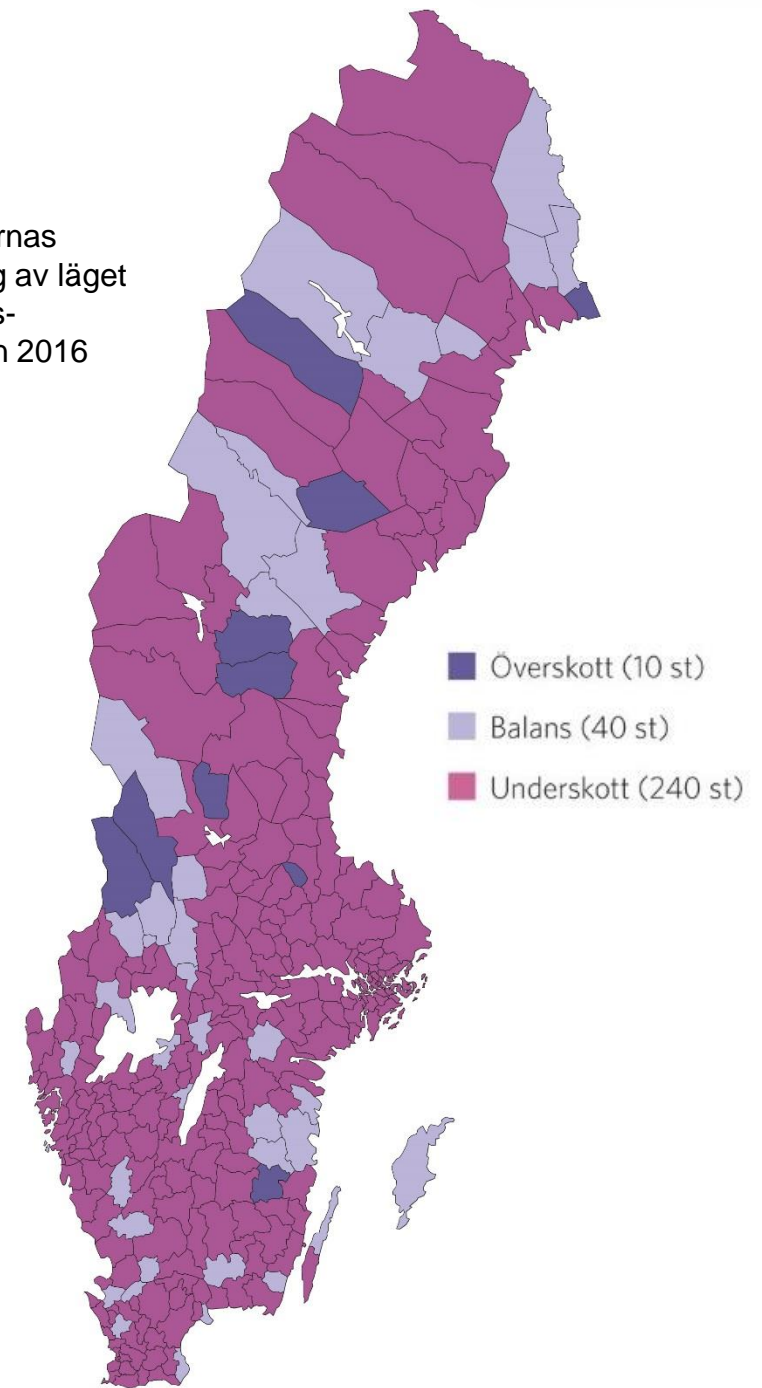 rnas
g av läget
s-
n 2016
Överskott (10 st)
Balans (40 st)
Underskott (240 st)